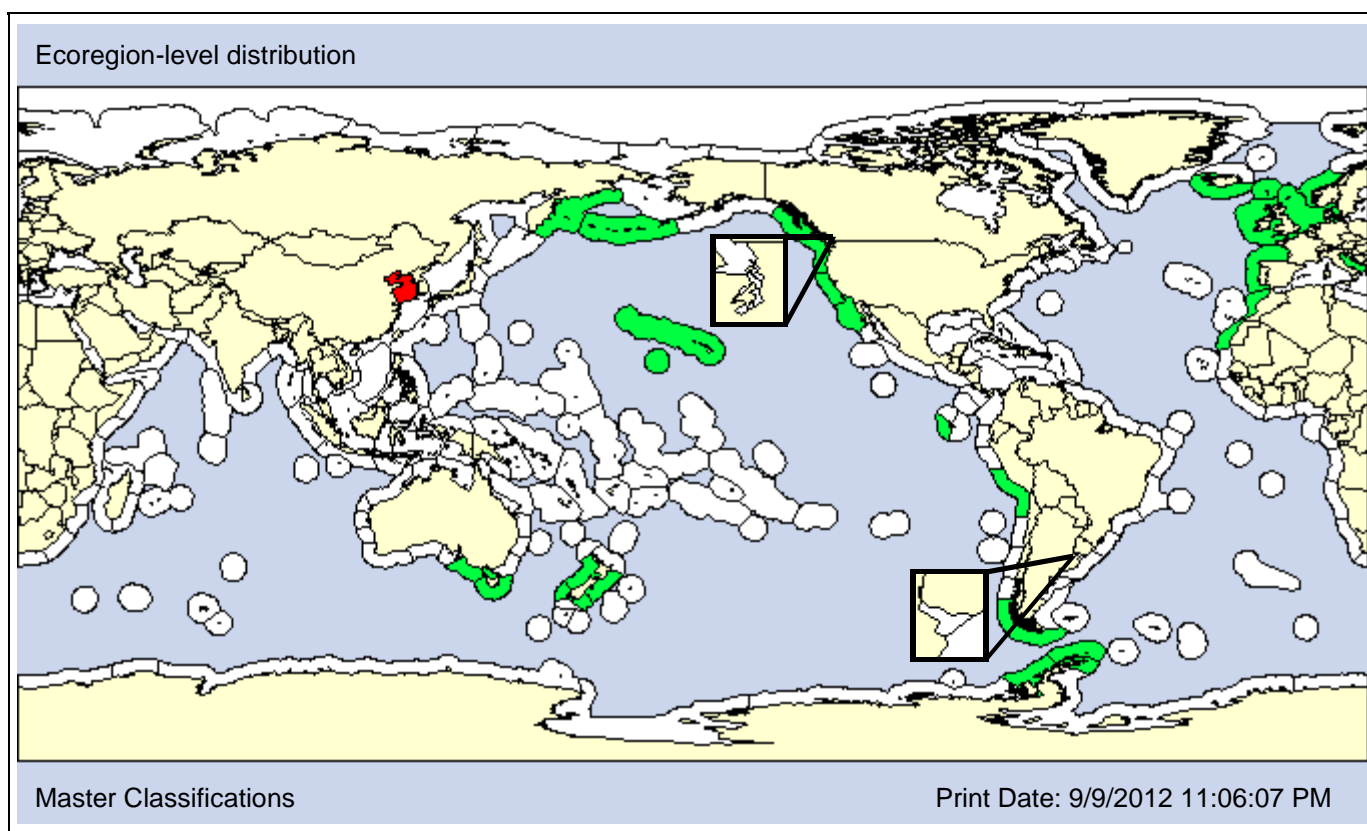 Ecoregion-level distribution
Master Classifications
Print Date: 9/9/2012 11:06:07 PM